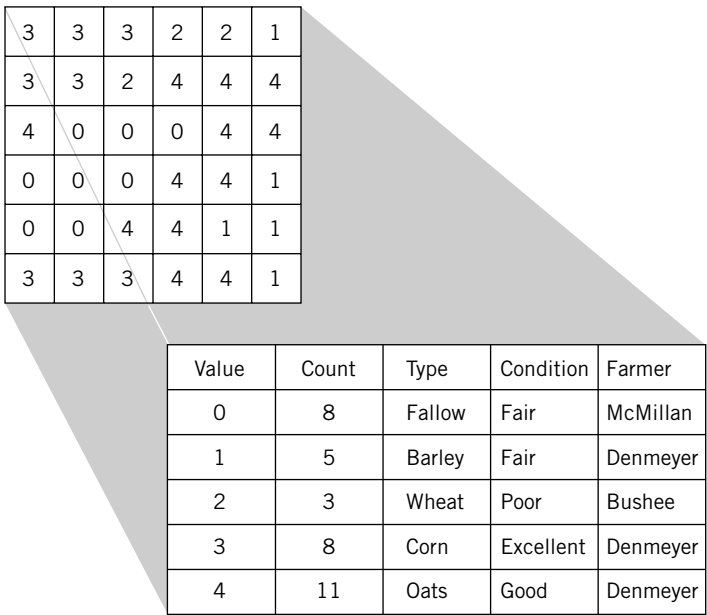 3 3 3 2 2 1
3 3 2 4 4 4
4 0 0 0 4 4
0 0 0 4 4 1
0 0 4 4 1 1
3 3 3 4 4 1
Value Count Type Condition Farmer
0 8 Fallow Fair McMillan
1 5 Barley Fair Denmeyer
2 3 Wheat Poor Bushee
3 8 Corn Excellent Denmeyer
4 11 Oats Good Denmeyer